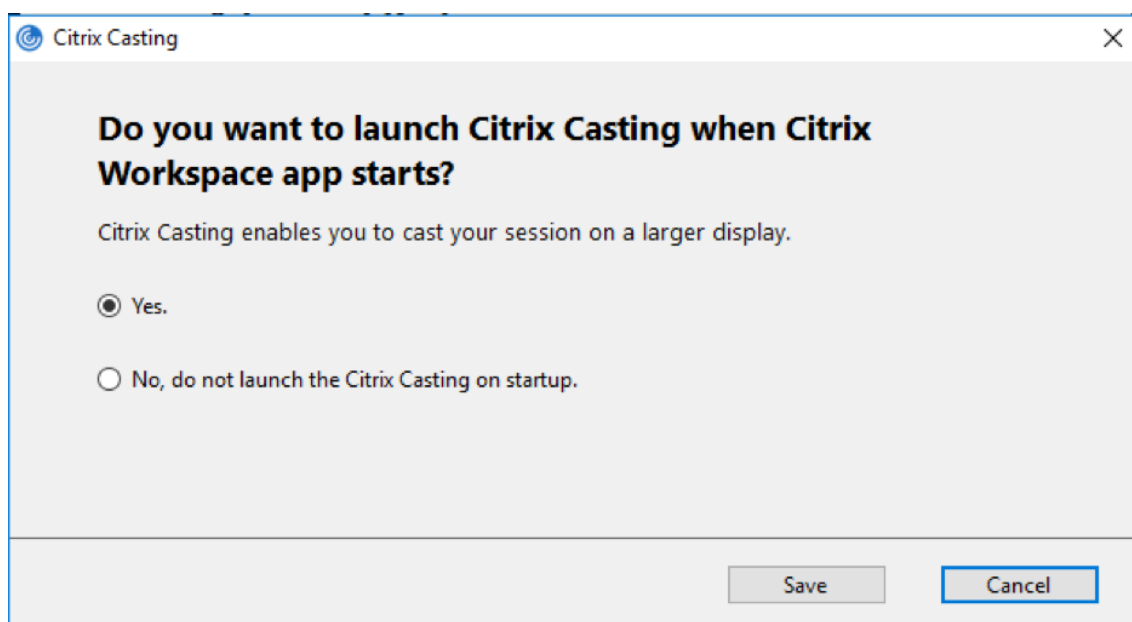 Citrix Casting
Do you want to launch Citrix Casting when Citrix
Workspace app starts?
Citrix Casting enables you to cast your session on a larger display.
Yes.
No, do not launch the Citrix Casting on startup.
Save
Cancel